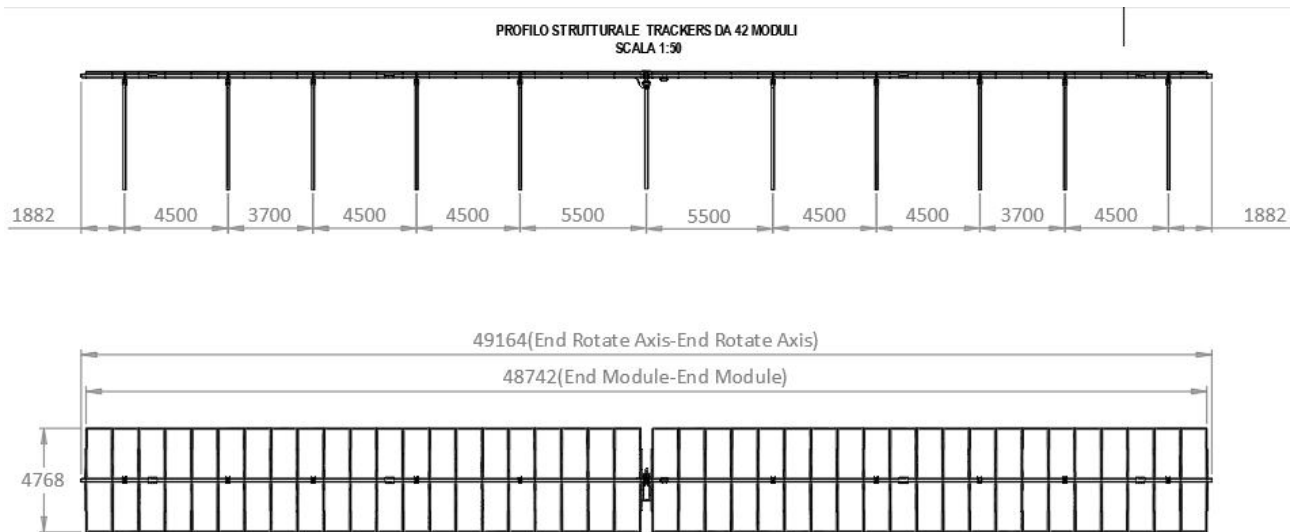 PROFILO STRUTTURALE TRACKERS DA 42 MODULI
SCALA 1:50
1882 4500 3700 4500 4500 5500 5500 4500 4500 3700 4500 1882
49164(End Rotate Axis-End Rotate Axis)
48742(End Module-End Module)
4768